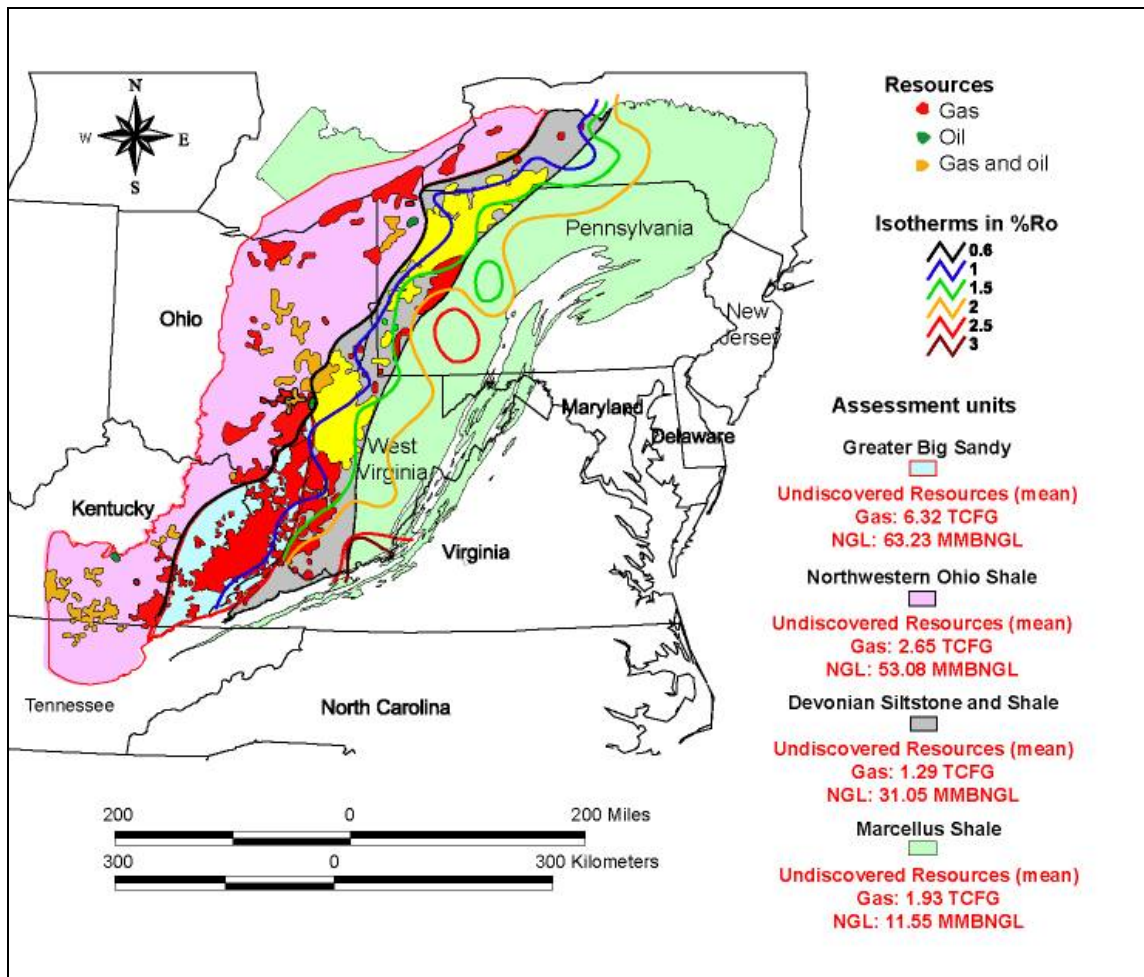 N
W
E
S
Ohio
Pennsylvania
New
Jersey
West
Virginia
Maryland
Delaware
Kentucky
Virginia
Tennessee
North Carolina
200
0
200 Miles
300
0
300 Kilometers
Resources
Gas
Oil
Gas and oil
Isotherms in %Ro
0.6
1
1.5
2
2.5
3
Assessment units
Greater Big Sandy
Undiscovered Resources (mean)
Gas: 6.32 TCFG
NGL: 63.23 MMBNGL
Northwestern Ohio Shale
Undiscovered Resources (mean)
Gas: 2.65 TCFG
NGL: 53.08 MMBNGL
Devonian Siltstone and Shale
Undiscovered Resources (mean)
Gas: 1.29 TCFG
NGL: 31.05 MMBNGL
Marcellus Shale
Undiscovered Resources (mean)
Gas: 1.93 TCFG
NGL: 11.55 MMBNGL